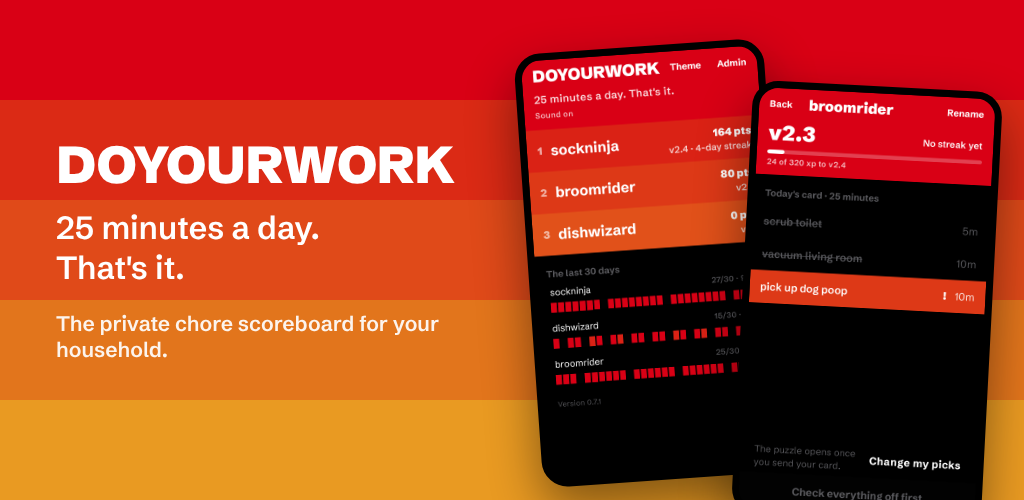 DOYOURWORK
25 minutes a day.
That's it.
The private chore scoreboard for your
household.
DOYOURWORK Theme Admin
25 minutes a day. That's it.
Sound on
1 sockninja 164 pts
v2.4 · 4-day streak
2 broomrider 80 pt
v2
3 dishwizard 0 p
The last 30 days
sockninja 27/30 ·
dishwizard 15/30 ·
broomrider 25/30
Version 0.7.1
Back broomrider Rename
v2.3 No streak yet
24 of 320 xp to v2.4
Today's card · 25 minutes
scrub toilet 5m
vacuum living room 10m
pick up dog poop ! 10m
The puzzle opens once
you send your card.
Change my picks
Check everything off first